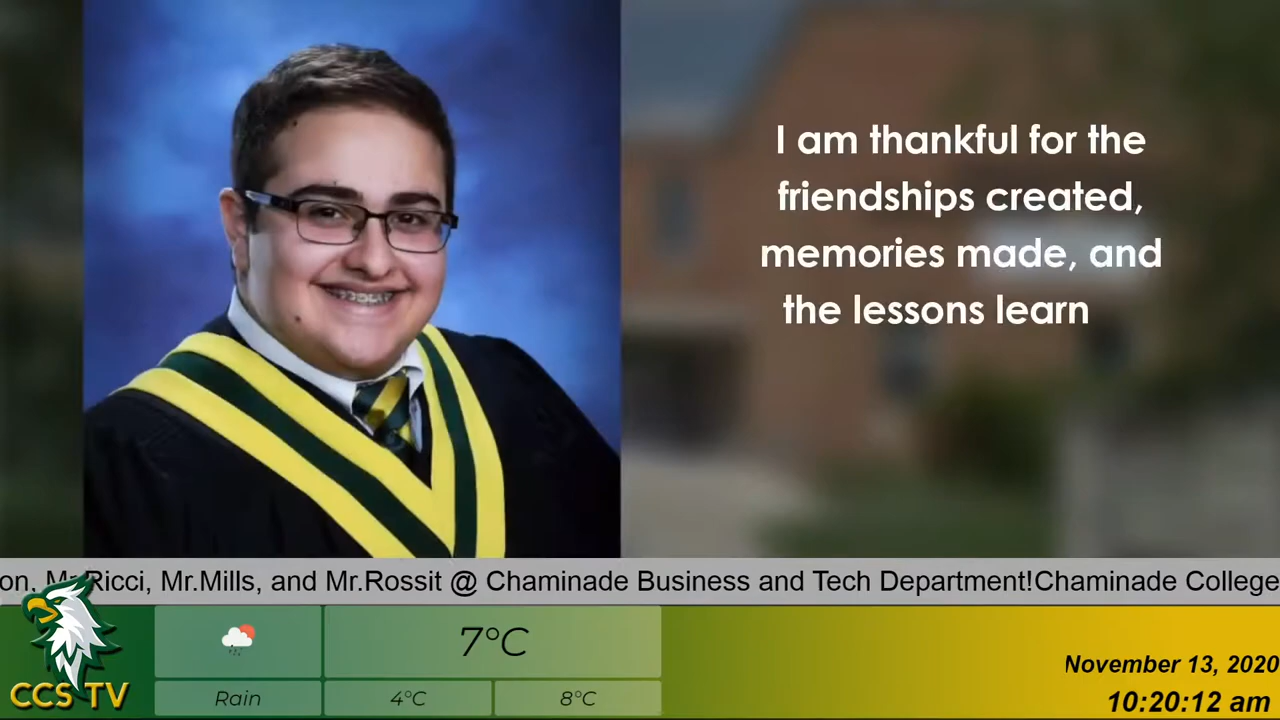 I am thankful for the
friendships created,
memories made, and
the lessons learn
on, Mr.Ricci, Mr.Mills, and Mr.Rossit @ Chaminade Business and Tech Department!Chaminade College
7°C
Rain
4°C
8°C
November 13, 2020
10:20:12 am
CCS TV